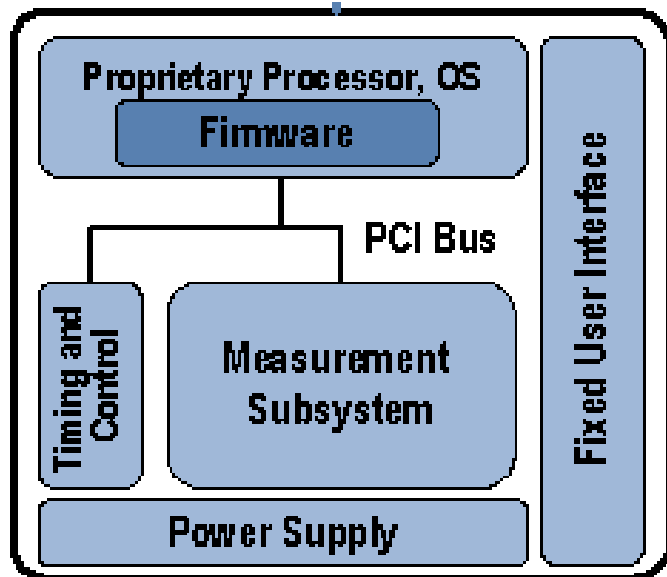 Proprietary Processor, OS
Firmware
PCI Bus
Timing and
Control
Measurement
Subsystem
Power Supply
Fixed User Interface